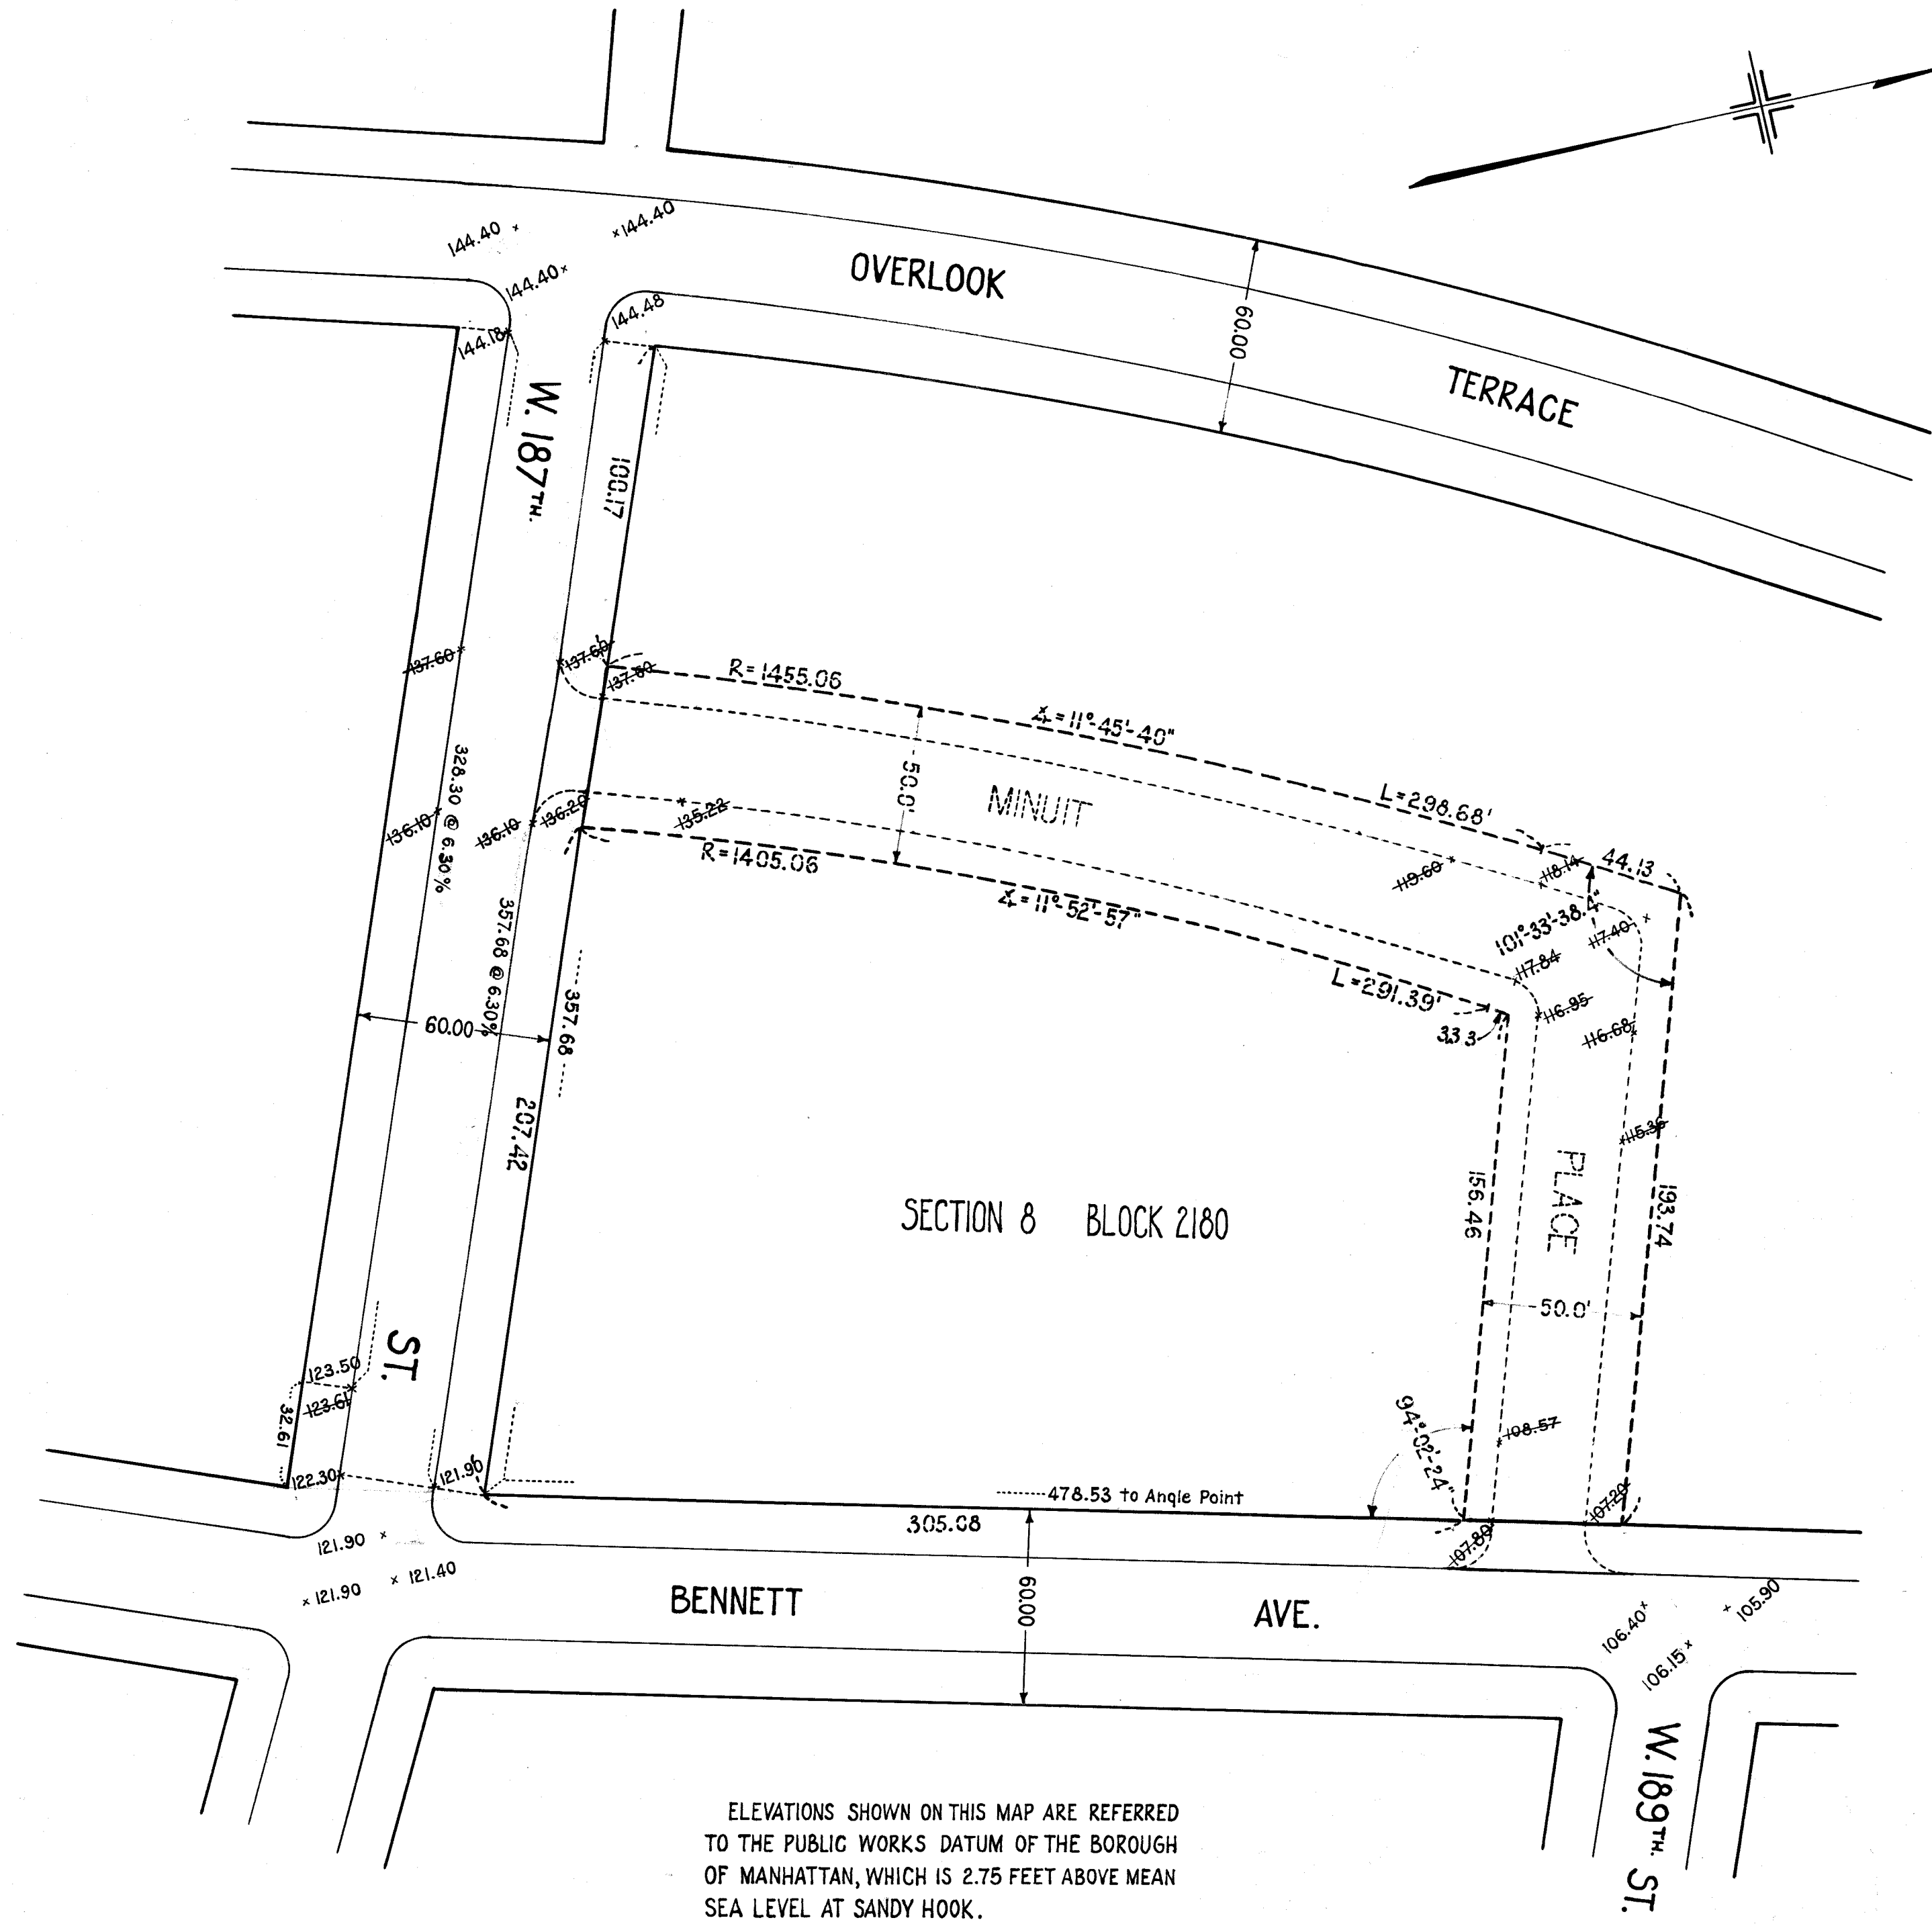 144.40
144.40
144.40
144.48
144.18
OVERLOOK
TERRACE
60.00
W. 187TH.
ST.
100.17
137.60
137.60
137.60
R=1455.06
∡=11°-45'-40"
L=298.68'
44.13
328.30 @ 6.30%
136.10
136.10
136.20
135.22
50.0'
MINUIT
R=1405.06
∡=11°-52'-57"
L=291.39'
119.60
118.14
101°-33'-38.4"
117.40
117.84
116.95
116.68
33.3
357.68 @ 6.30%
357.68
60.00
207.42
115.36
PLACE
156.46
193.74
SECTION 8 BLOCK 2180
50.0'
123.50
123.61
32.61
122.30
121.90
94°-02'-24"
108.57
107.20
107.80
478.53 to Angle Point
305.08
121.90
121.90
121.40
BENNETT
AVE.
60.00
106.40
105.90
106.15
W. 189TH. ST.
ELEVATIONS SHOWN ON THIS MAP ARE REFERRED
TO THE PUBLIC WORKS DATUM OF THE BOROUGH
OF MANHATTAN, WHICH IS 2.75 FEET ABOVE MEAN
SEA LEVEL AT SANDY HOOK.